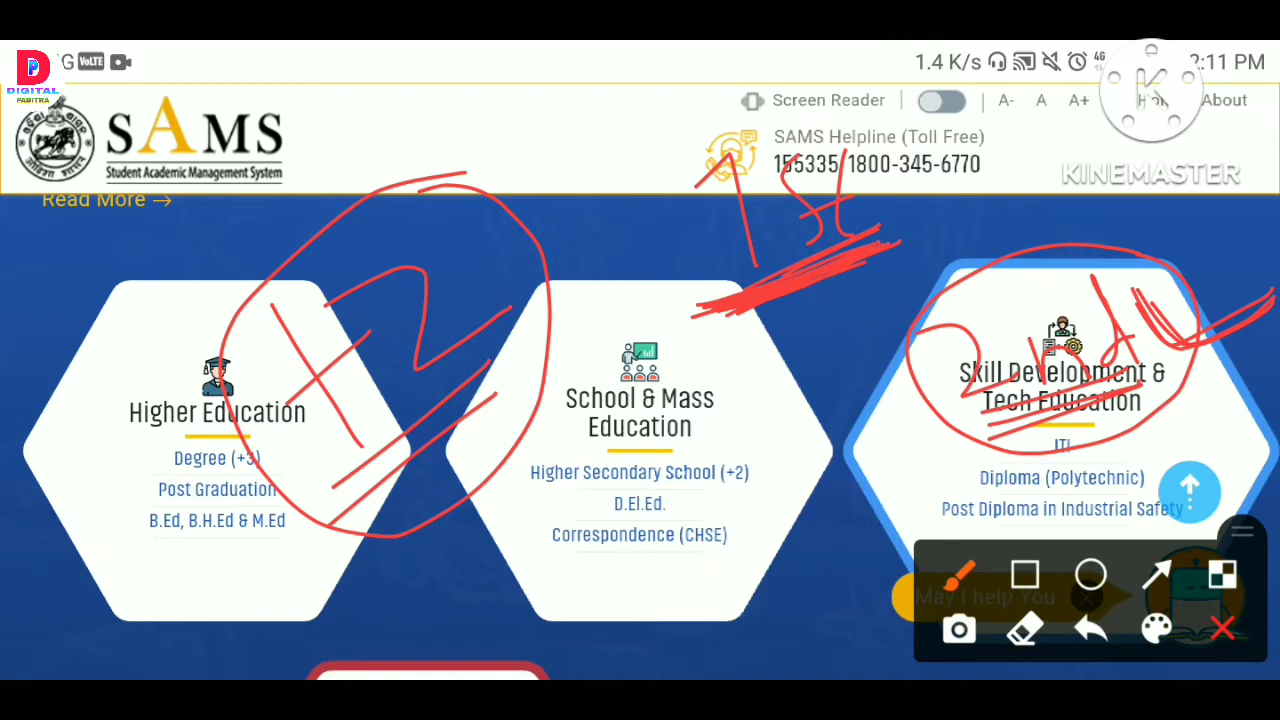 G VoLTE 1.4 K/s 4G 2:11 PM
DIGITAL
PABITRA
Screen Reader A- A A+ About
SAMS
Student Academic Management System
SAMS Helpline (Toll Free)
155335, 1800-345-6770
KINEMASTER
Read More →
+2
1st
2nd
Higher Education
Degree (+3)
Post Graduation
B.Ed, B.H.Ed & M.Ed
School & Mass
Education
Higher Secondary School (+2)
D.El.Ed.
Correspondence (CHSE)
Skill Development &
Tech Education
ITI
Diploma (Polytechnic)
Post Diploma in Industrial Safety
May I help You